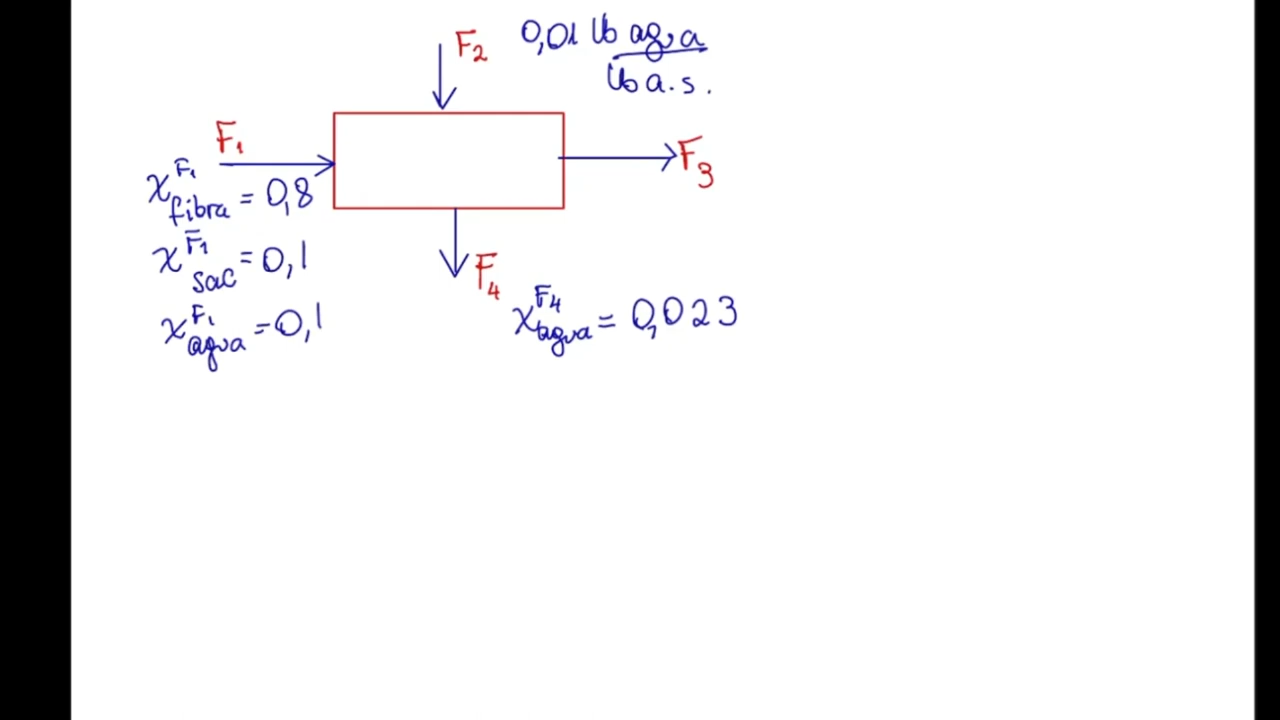 F₂ 0,01 lb agua
lb a.s.
F₁
F₃
χ^F₁ fibra = 0,8
χ^F₁ sac = 0,1
F₄
χ^F₁ agua = 0,1
χ^F₄ agua = 0,023